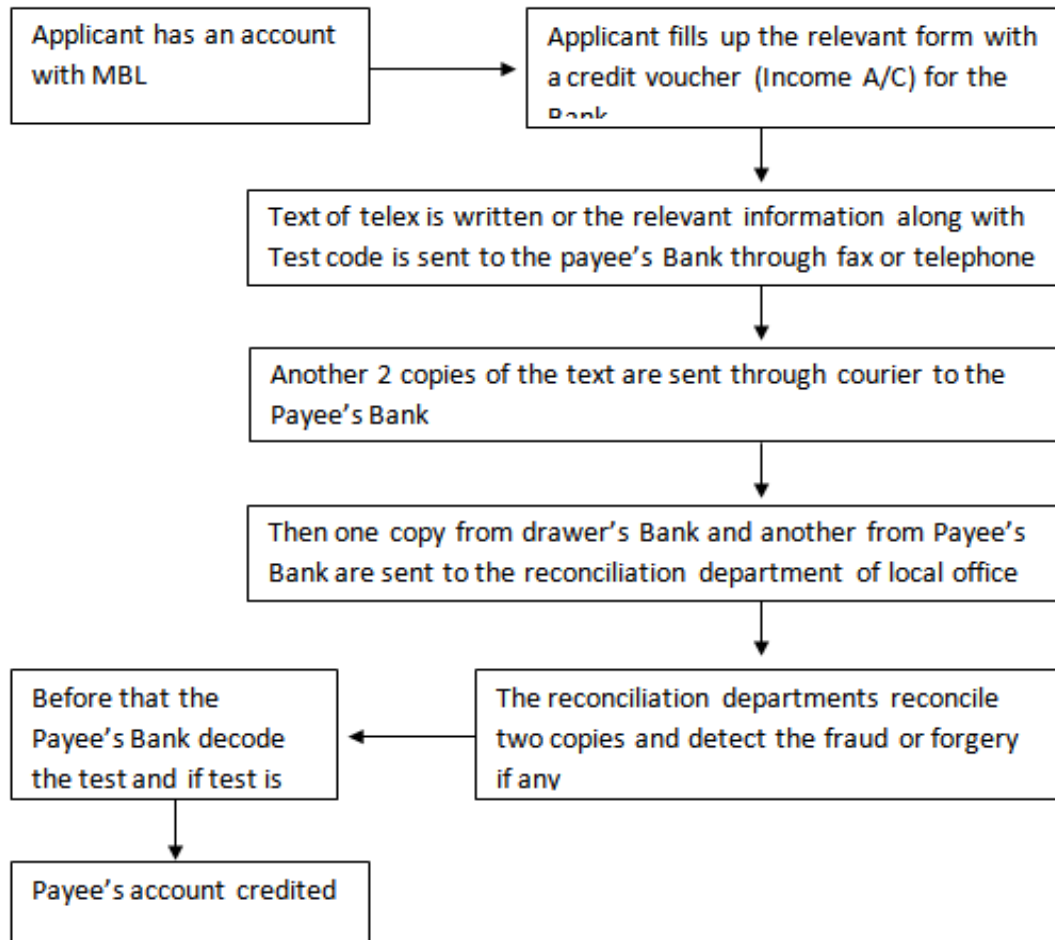 Applicant has an account
with MBL
Applicant fills up the relevant form with
a credit voucher (Income A/C) for the
Bank
Text of telex is written or the relevant information along with
Test code is sent to the payee's Bank through fax or telephone
Another 2 copies of the text are sent through courier to the
Payee's Bank
Then one copy from drawer's Bank and another from Payee's
Bank are sent to the reconciliation department of local office
The reconciliation departments reconcile
two copies and detect the fraud or forgery
if any
Before that the
Payee's Bank decode
the test and if test is
Payee's account credited